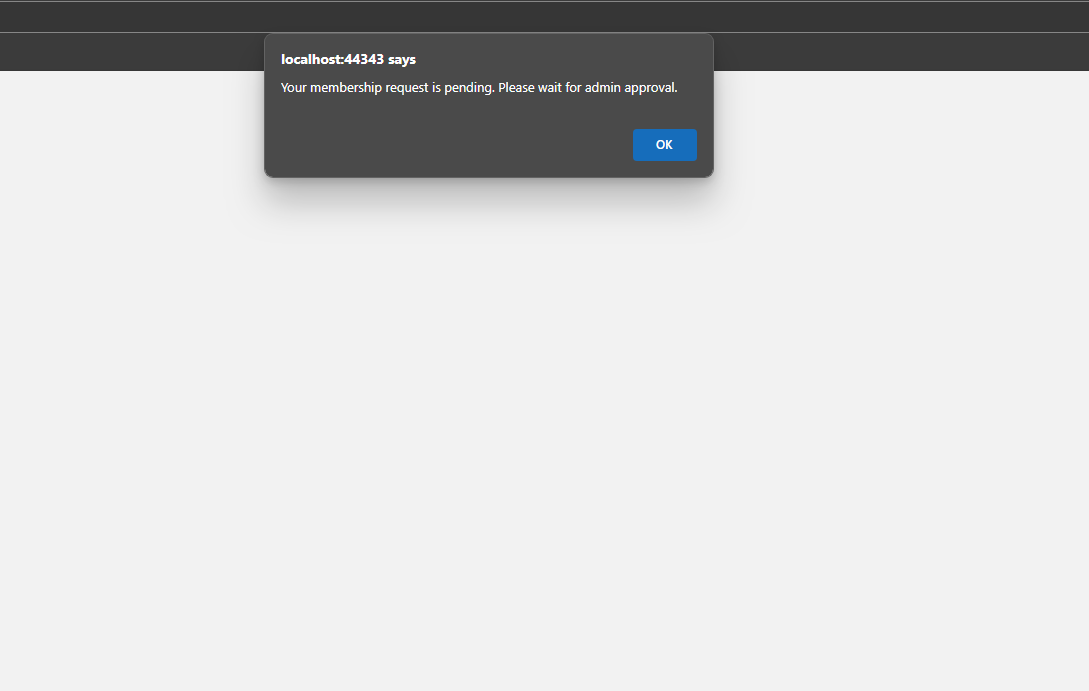 localhost:44343 says
Your membership request is pending. Please wait for admin approval.
OK